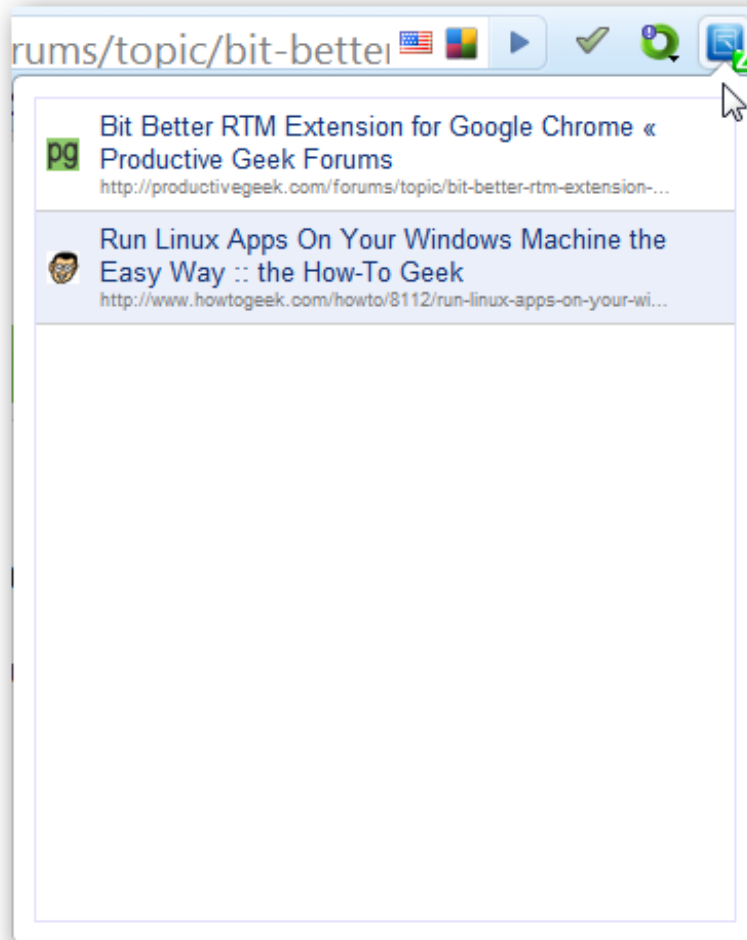 rums/topic/bit-better
Bit Better RTM Extension for Google Chrome «
Productive Geek Forums
http://productivegeek.com/forums/topic/bit-better-rtm-extension-...
Run Linux Apps On Your Windows Machine the
Easy Way :: the How-To Geek
http://www.howtogeek.com/howto/8112/run-linux-apps-on-your-wi...
pg